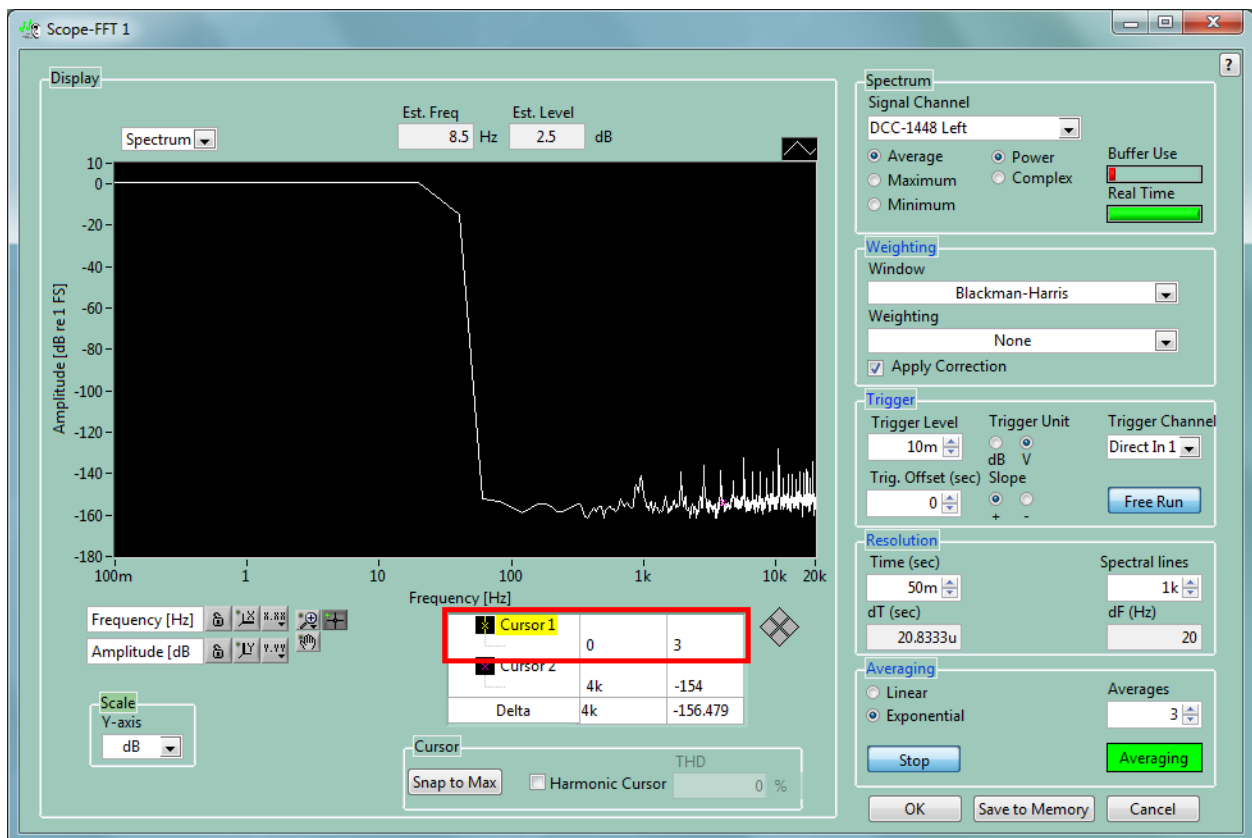 Scope-FFT 1
?
Display
Est. Freq Est. Level
Spectrum 8.5 Hz 2.5 dB
10
0
-20
-40
-60
-80
-100
-120
-140
-160
-180
Amplitude [dB re 1 FS]
100m 1 10 100 1k 10k 20k
Frequency [Hz]
Frequency [Hz]
Amplitude [dB
Cursor 1
0 3
Cursor 2
4k -154
Delta 4k -156.479
Scale
Y-axis
dB
Cursor
THD
Snap to Max Harmonic Cursor 0 %
Spectrum
Signal Channel
DCC-1448 Left
Average Power Buffer Use
Maximum Complex
Real Time
Minimum
Weighting
Window
Blackman-Harris
Weighting
None
Apply Correction
Trigger
Trigger Level Trigger Unit Trigger Channel
10m dB V Direct In 1
Trig. Offset (sec) Slope
0 + - Free Run
Resolution
Time (sec) Spectral lines
50m 1k
dT (sec) dF (Hz)
20.8333u 20
Averaging
Linear Averages
Exponential 3
Stop Averaging
OK Save to Memory Cancel